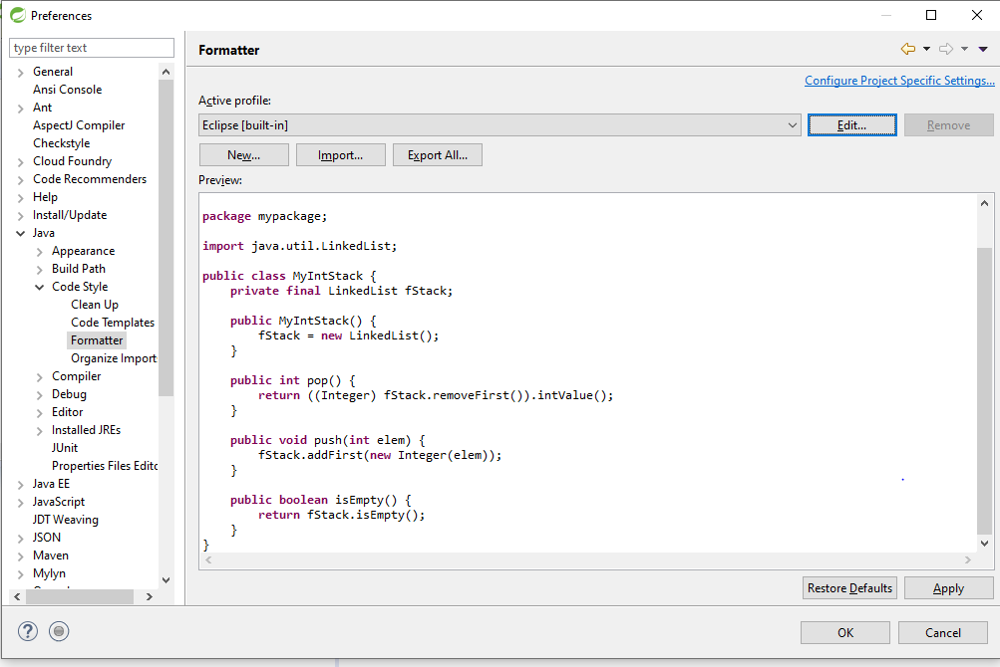 Preferences
type filter text
General
Ansi Console
Ant
AspectJ Compiler
Checkstyle
Cloud Foundry
Code Recommenders
Help
Install/Update
Java
Appearance
Build Path
Code Style
Clean Up
Code Templates
Formatter
Organize Import
Compiler
Debug
Editor
Installed JREs
JUnit
Properties Files Edito
Java EE
JavaScript
JDT Weaving
JSON
Maven
Mylyn
Formatter
Configure Project Specific Settings...
Active profile:
Eclipse [built-in]
Edit...
Remove
New...
Import...
Export All...
Preview:
package mypackage;
import java.util.LinkedList;
public class MyIntStack {
    private final LinkedList fStack;
    public MyIntStack() {
        fStack = new LinkedList();
    }
    public int pop() {
        return ((Integer) fStack.removeFirst()).intValue();
    }
    public void push(int elem) {
        fStack.addFirst(new Integer(elem));
    }
    public boolean isEmpty() {
        return fStack.isEmpty();
    }
}
Restore Defaults
Apply
?
OK
Cancel